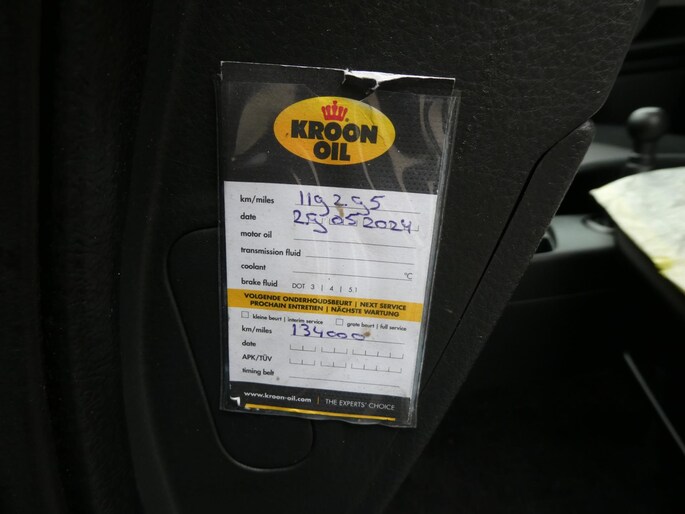 KROON
OIL
km/miles 119295
date 29 05 2024
motor oil
transmission fluid
coolant °C
brake fluid DOT 3 | 4 | 5.1
VOLGENDE ONDERHOUDSBEURT | NEXT SERVICE
PROCHAIN ENTRETIEN | NÄCHSTE WARTUNG
kleine beurt | interim service grote beurt | full service
km/miles 134000
date
APK/TÜV
timing belt
www.kroon-oil.com | THE EXPERTS' CHOICE